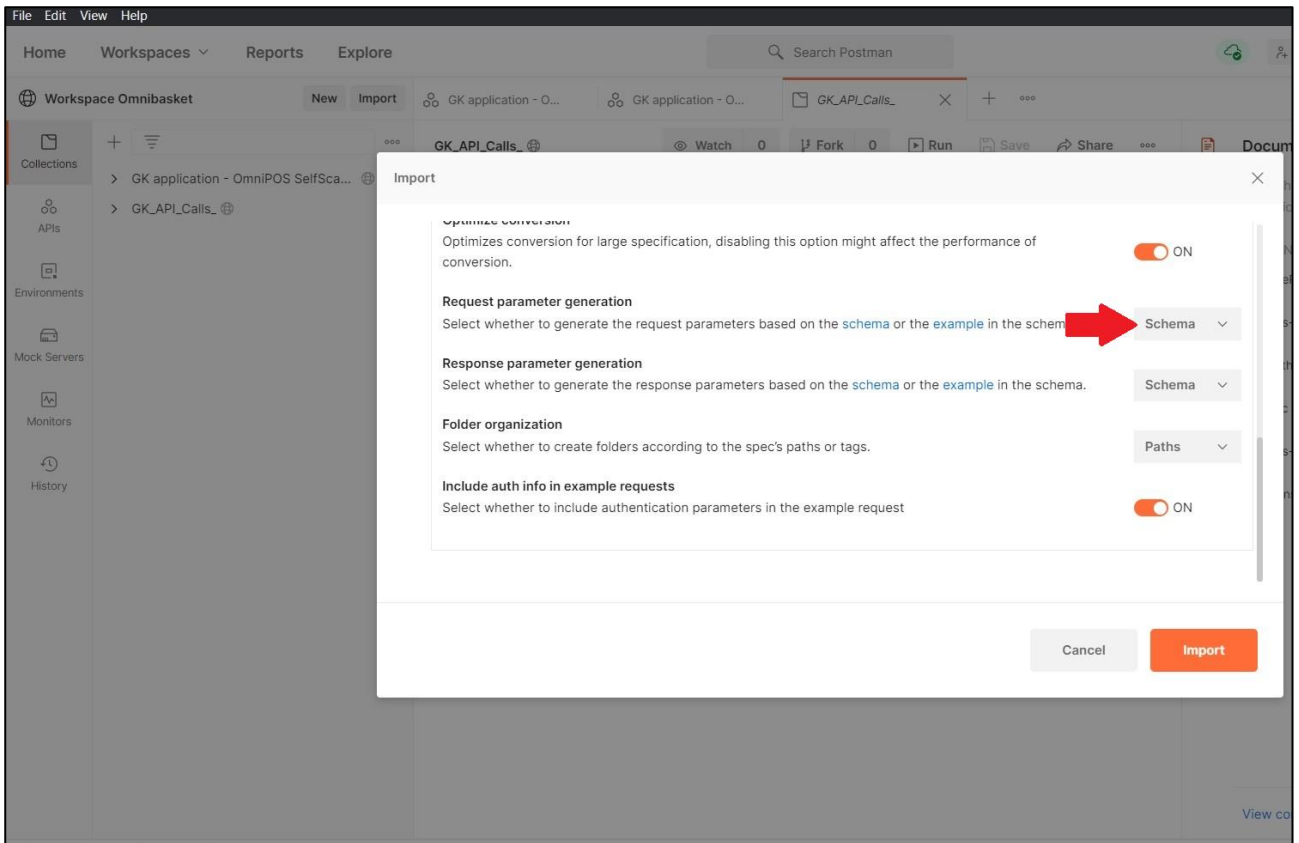 File Edit View Help
Home Workspaces Reports Explore Search Postman
Workspace Omnibasket New Import GK application - O... GK application - O... GK_API_Calls_
Collections
GK_API_Calls_ Watch 0 Fork 0 Run Save Share Docum
GK application - OmniPOS SelfSca...
GK_API_Calls_
APIs
Environments
Mock Servers
Monitors
History
Import
Optimize conversion
Optimizes conversion for large specification, disabling this option might affect the performance of
conversion.
ON
Request parameter generation
Select whether to generate the request parameters based on the schema or the example in the schem
Schema
Response parameter generation
Select whether to generate the response parameters based on the schema or the example in the schema.
Schema
Folder organization
Select whether to create folders according to the spec's paths or tags.
Paths
Include auth info in example requests
Select whether to include authentication parameters in the example request
ON
Cancel Import
View co